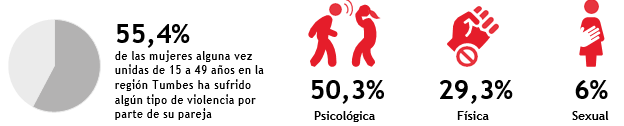 55,4%
de las mujeres alguna vez
unidas de 15 a 49 años en la
región Tumbes ha sufrido
algún tipo de violencia por
parte de su pareja
50,3%
Psicológica
29,3%
Física
6%
Sexual